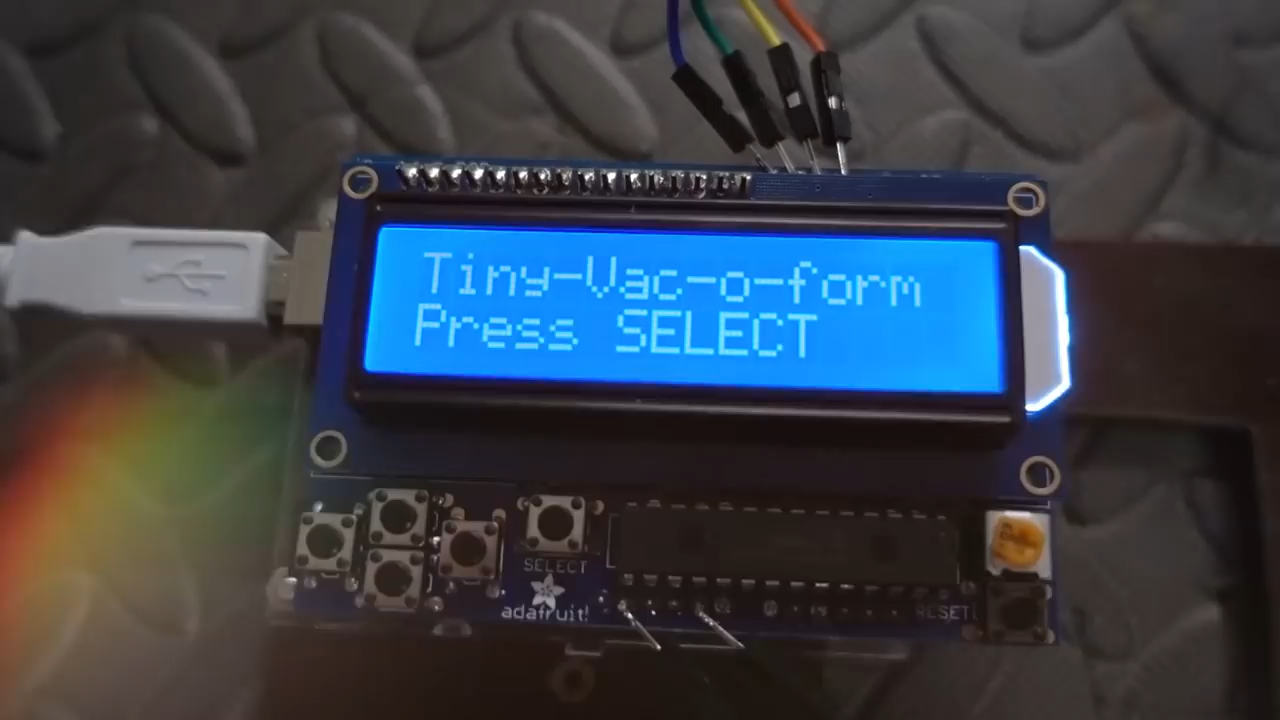 Tiny-Vac-o-form
Press SELECT
SELECT
adafruit!
RESET